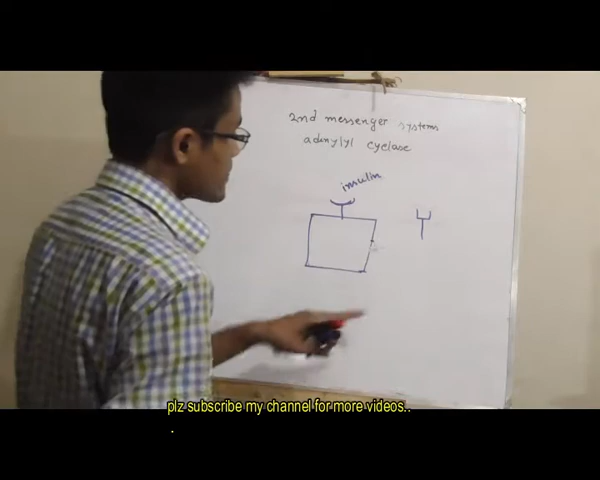 2nd messenger systems
adenylyl cyclase
insulin
plz subscribe my channel for more videos..
.